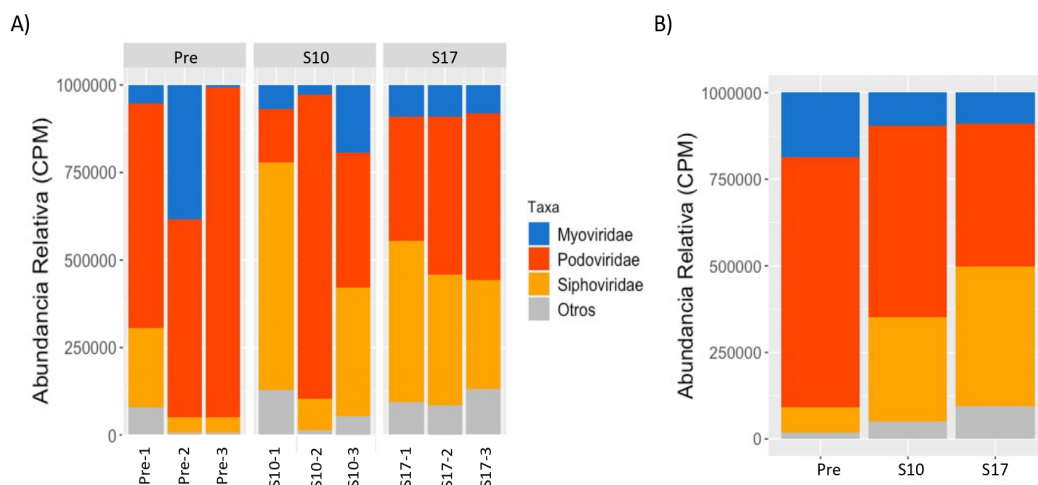 A)
Pre
S10
S17
Abundancia Relativa (CPM)
1000000
750000
500000
250000
0
Pre-1
Pre-2
Pre-3
S10-1
S10-2
S10-3
S17-1
S17-2
S17-3
Taxa
Myoviridae
Podoviridae
Siphoviridae
Otros
B)
Abundancia Relativa (CPM)
1000000
750000
500000
250000
0
Pre
S10
S17